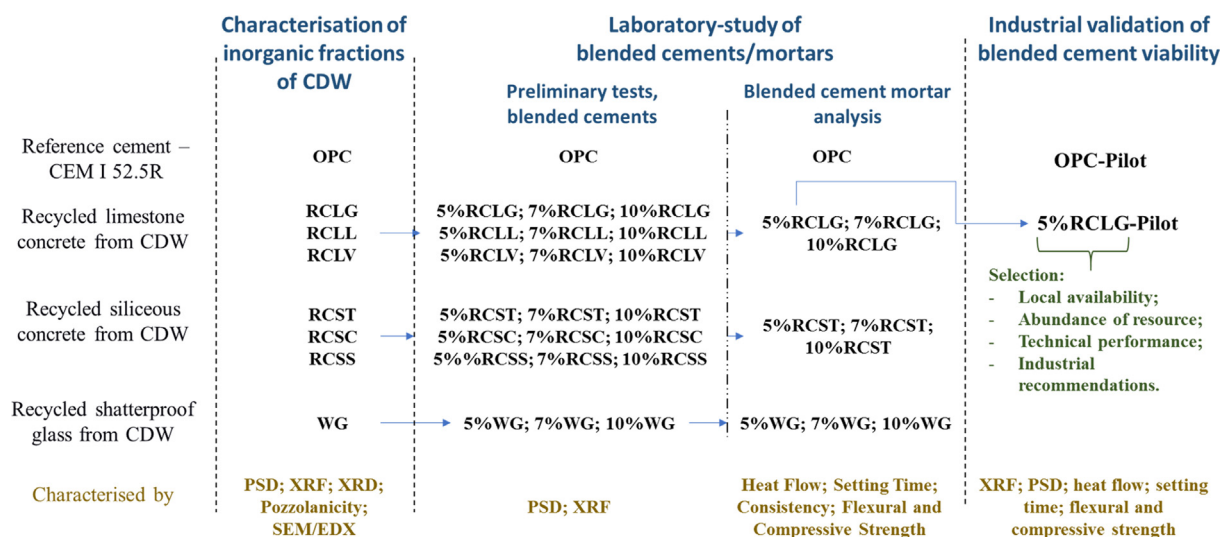 Characterisation of
inorganic fractions
of CDW
Laboratory-study of
blended cements/mortars
Industrial validation of
blended cement viability
Preliminary tests,
blended cements
Blended cement mortar
analysis
Reference cement –
CEM I 52.5R
OPC
OPC
OPC
OPC-Pilot
Recycled limestone
concrete from CDW
RCLG
RCLL
RCLV
5%RCLG; 7%RCLG; 10%RCLG
5%RCLL; 7%RCLL; 10%RCLL
5%RCLV; 7%RCLV; 10%RCLV
5%RCLG; 7%RCLG;
10%RCLG
5%RCLG-Pilot
Selection:
- Local availability;
- Abundance of resource;
- Technical performance;
- Industrial
recommendations.
Recycled siliceous
concrete from CDW
RCST
RCSC
RCSS
5%RCST; 7%RCST; 10%RCST
5%RCSC; 7%RCSC; 10%RCSC
5%%RCSS; 7%RCSS; 10%RCSS
5%RCST; 7%RCST;
10%RCST
Recycled shatterproof
glass from CDW
WG
5%WG; 7%WG; 10%WG
5%WG; 7%WG; 10%WG
Characterised by
PSD; XRF; XRD;
Pozzolanicity;
SEM/EDX
PSD; XRF
Heat Flow; Setting Time;
Consistency; Flexural and
Compressive Strength
XRF; PSD; heat flow; setting
time; flexural and
compressive strength